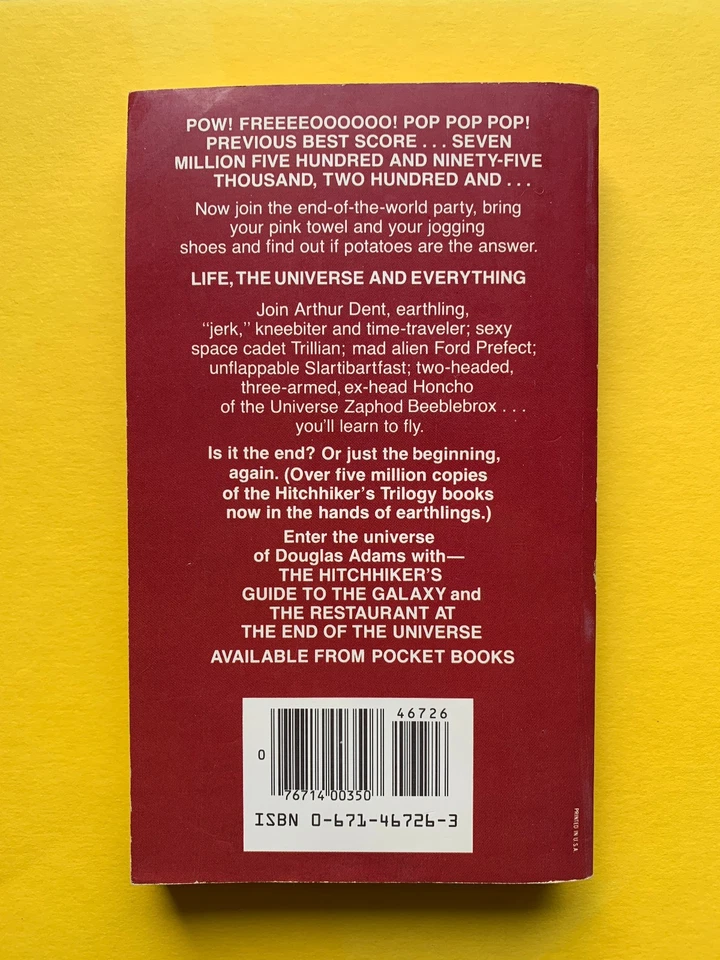 POW! FREEEEOOOOOO! POP POP POP!
PREVIOUS BEST SCORE . . . SEVEN
MILLION FIVE HUNDRED AND NINETY-FIVE
THOUSAND, TWO HUNDRED AND . . .
Now join the end-of-the-world party, bring
your pink towel and your jogging
shoes and find out if potatoes are the answer.
LIFE, THE UNIVERSE AND EVERYTHING
Join Arthur Dent, earthling,
“jerk,” kneebiter and time-traveler; sexy
space cadet Trillian; mad alien Ford Prefect;
unflappable Slartibartfast; two-headed,
three-armed, ex-head Honcho
of the Universe Zaphod Beeblebrox . . .
you’ll learn to fly.
Is it the end? Or just the beginning,
again. (Over five million copies
of the Hitchhiker’s Trilogy books
now in the hands of earthlings.)
Enter the universe
of Douglas Adams with—
THE HITCHHIKER’S
GUIDE TO THE GALAXY and
THE RESTAURANT AT
THE END OF THE UNIVERSE
AVAILABLE FROM POCKET BOOKS
46726
0
76714 00350
ISBN 0-671-46726-3
PRINTED IN U.S.A.